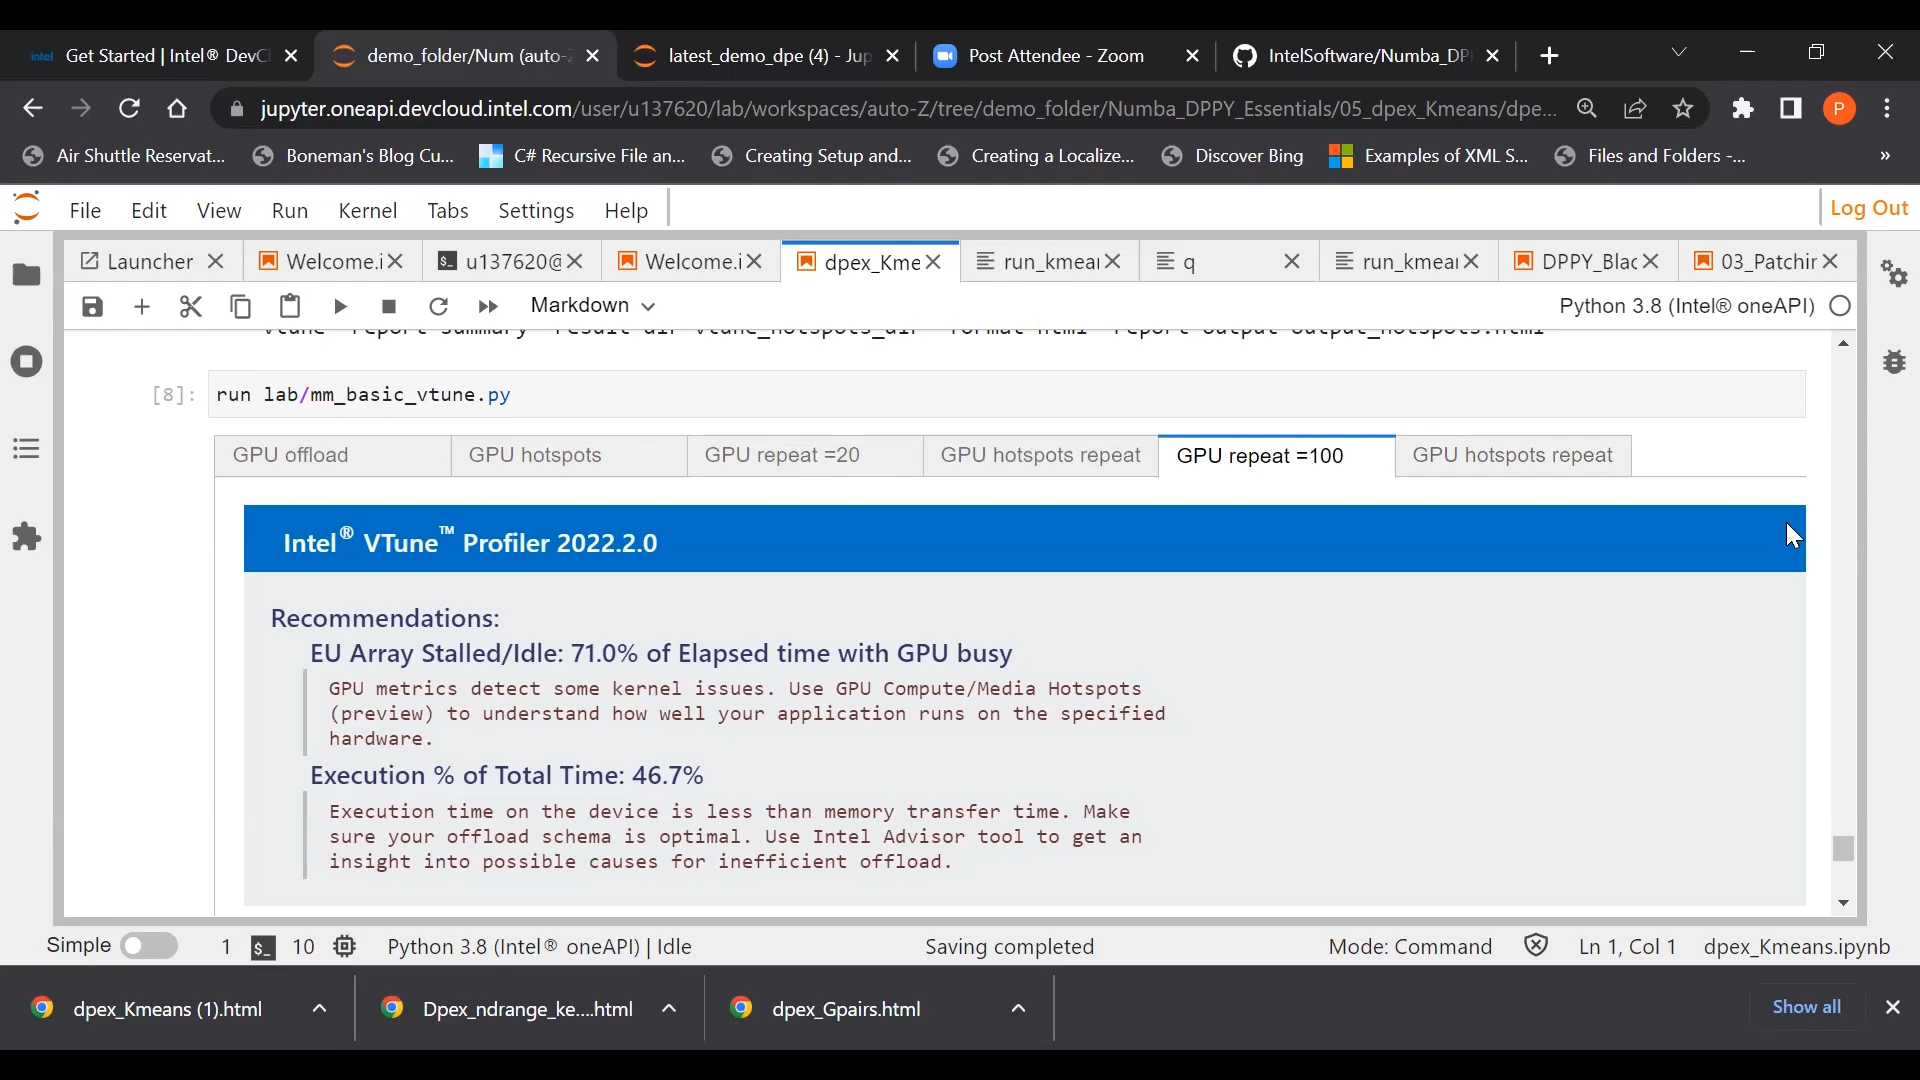 intel Get Started | Intel® DevCl
demo_folder/Num (auto-Z
latest_demo_dpe (4) - Jup
Post Attendee - Zoom
IntelSoftware/Numba_DP
jupyter.oneapi.devcloud.intel.com/user/u137620/lab/workspaces/auto-Z/tree/demo_folder/Numba_DPPY_Essentials/05_dpex_Kmeans/dpe...
P
Air Shuttle Reservat...
Boneman's Blog Cu...
C# Recursive File an...
Creating Setup and...
Creating a Localize...
Discover Bing
Examples of XML S...
Files and Folders -...
»
File Edit View Run Kernel Tabs Settings Help
Log Out
Launcher
Welcome.i
u137620@
Welcome.i
dpex_Kme
run_kmear
q
run_kmear
DPPY_Blac
03_Patchir
Markdown
Python 3.8 (Intel® oneAPI)
[8]: run lab/mm_basic_vtune.py
GPU offload
GPU hotspots
GPU repeat =20
GPU hotspots repeat
GPU repeat =100
GPU hotspots repeat
Intel® VTune™ Profiler 2022.2.0
Recommendations:
EU Array Stalled/Idle: 71.0% of Elapsed time with GPU busy
GPU metrics detect some kernel issues. Use GPU Compute/Media Hotspots
(preview) to understand how well your application runs on the specified
hardware.
Execution % of Total Time: 46.7%
Execution time on the device is less than memory transfer time. Make
sure your offload schema is optimal. Use Intel Advisor tool to get an
insight into possible causes for inefficient offload.
Simple
1
$_
10
Python 3.8 (Intel® oneAPI) | Idle
Saving completed
Mode: Command
Ln 1, Col 1
dpex_Kmeans.ipynb
dpex_Kmeans (1).html
Dpex_ndrange_ke....html
dpex_Gpairs.html
Show all